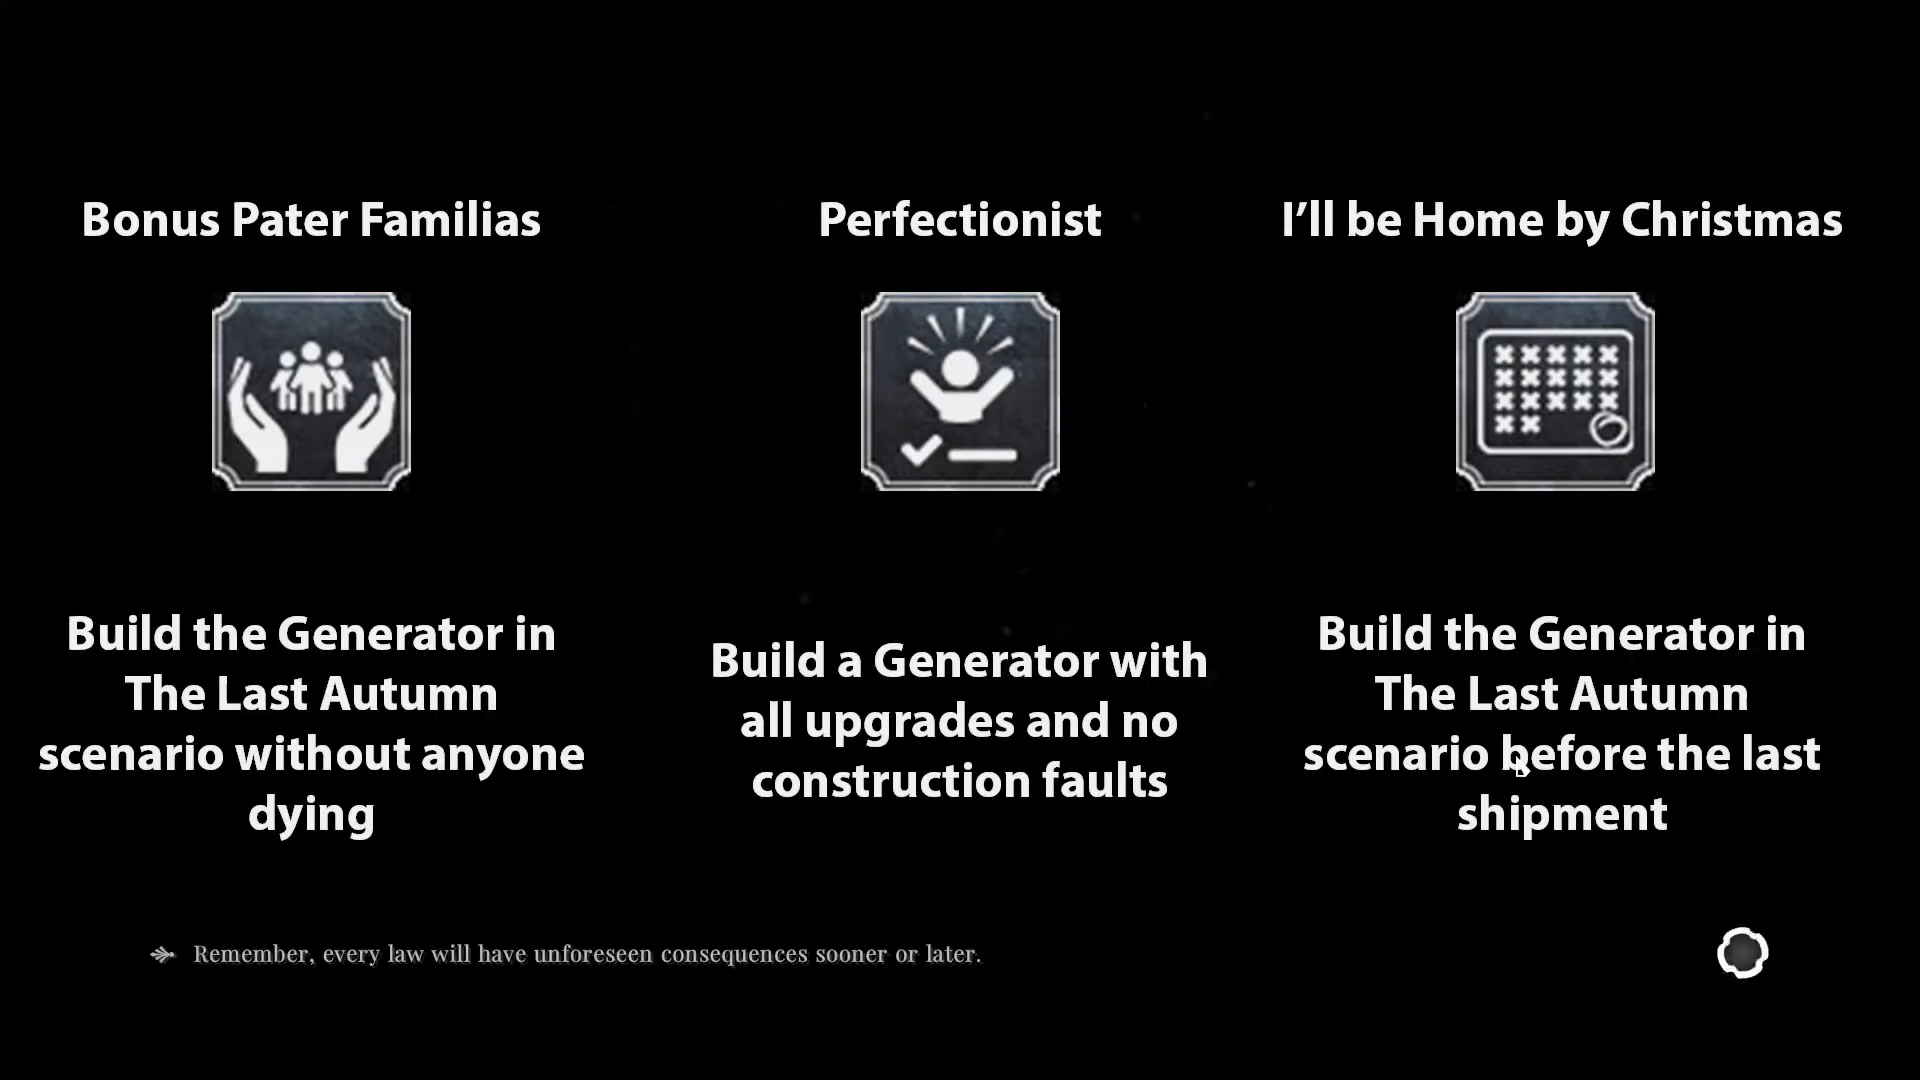 Bonus Pater Familias
Perfectionist
I’ll be Home by Christmas
Build the Generator in
The Last Autumn
scenario without anyone
dying
Build a Generator with
all upgrades and no
construction faults
Build the Generator in
The Last Autumn
scenario before the last
shipment
Remember, every law will have unforeseen consequences sooner or later.